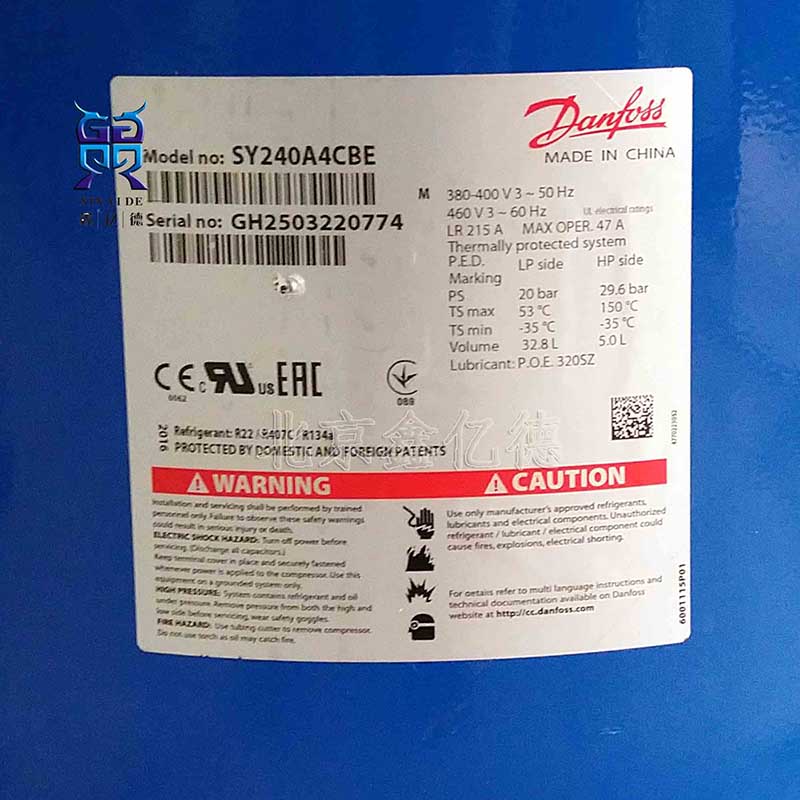 Danfoss
MADE IN CHINA
Model no: SY240A4CBE
XIN YI DE
鑫 亿 德
Serial no: GH2503220774
M 380-400 V 3~ 50 Hz
460 V 3~ 60 Hz UL electrical ratings
LR 215 A MAX OPER. 47 A
Thermally protected system
P.E.D. LP side HP side
Marking
PS 20 bar 29.6 bar
TS max 53 °C 150 °C
TS min -35 °C -35 °C
Volume 32.8 L 5.0 L
Lubricant: P.O.E. 320SZ
CE
0062
c RU us
EAC
089
北京鑫亿德
2016
Refrigerant: R22 / R407C / R134a
PROTECTED BY DOMESTIC AND FOREIGN PATENTS
WARNING
Installation and servicing shall be performed by trained
personnel only. Failure to observe these safety warnings
could result in serious injury or death.
ELECTRIC SHOCK HAZARD: Turn off power before
servicing. (Discharge all capacitors.)
Keep terminal cover in place and securely fastened
whenever power is applied to the compressor. Use this
equipment on a grounded system only.
HIGH PRESSURE: System contains refrigerant and oil
under pressure. Remove pressure from both the high and
low side before servicing, wear safety goggles.
FIRE HAZARD: Use tubing cutter to remove compressor.
Do not use torch as oil may catch fire.
CAUTION
Use only manufacturer's approved refrigerants,
lubricants and electrical components. Unauthorized
refrigerant / lubricant / electrical component could
cause fires, explosions, electrical shorting.
For details refer to multi language instructions and
technical documentation available on Danfoss
website at http://cc.danfoss.com
6001115P01